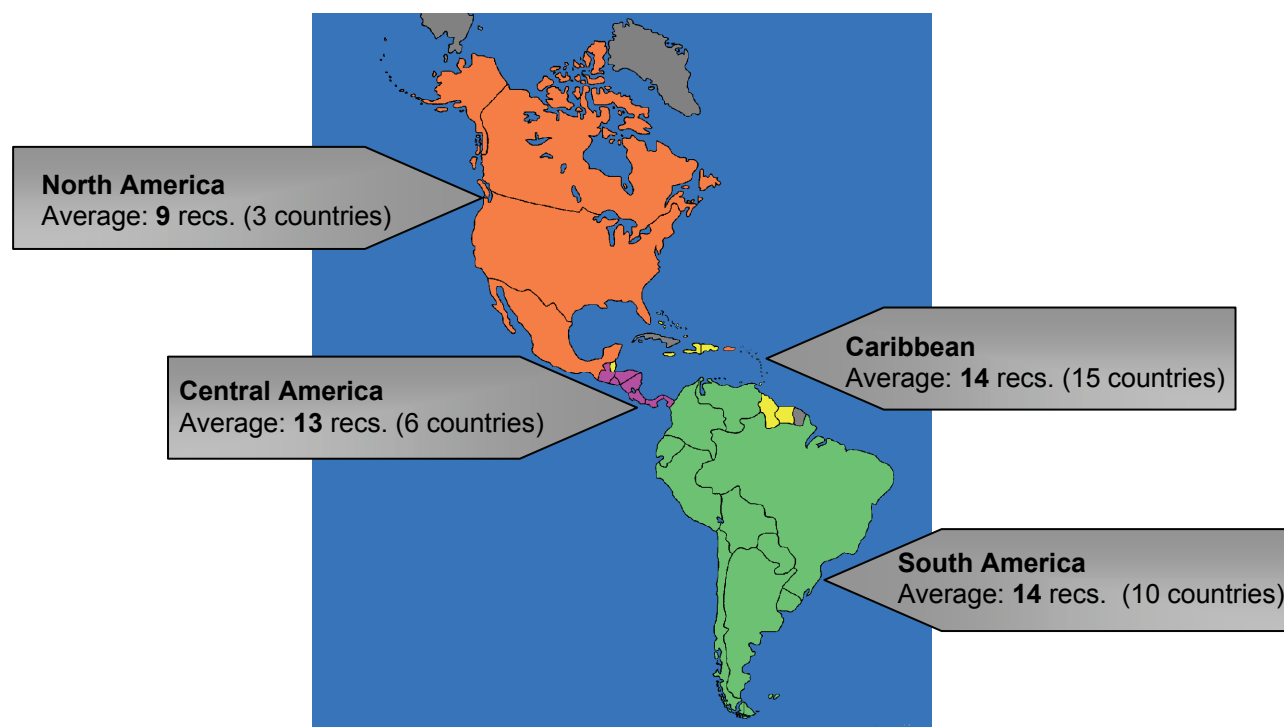 North America
Average: 9 recs. (3 countries)
Caribbean
Average: 14 recs. (15 countries)
Central America
Average: 13 recs. (6 countries)
South America
Average: 14 recs.  (10 countries)